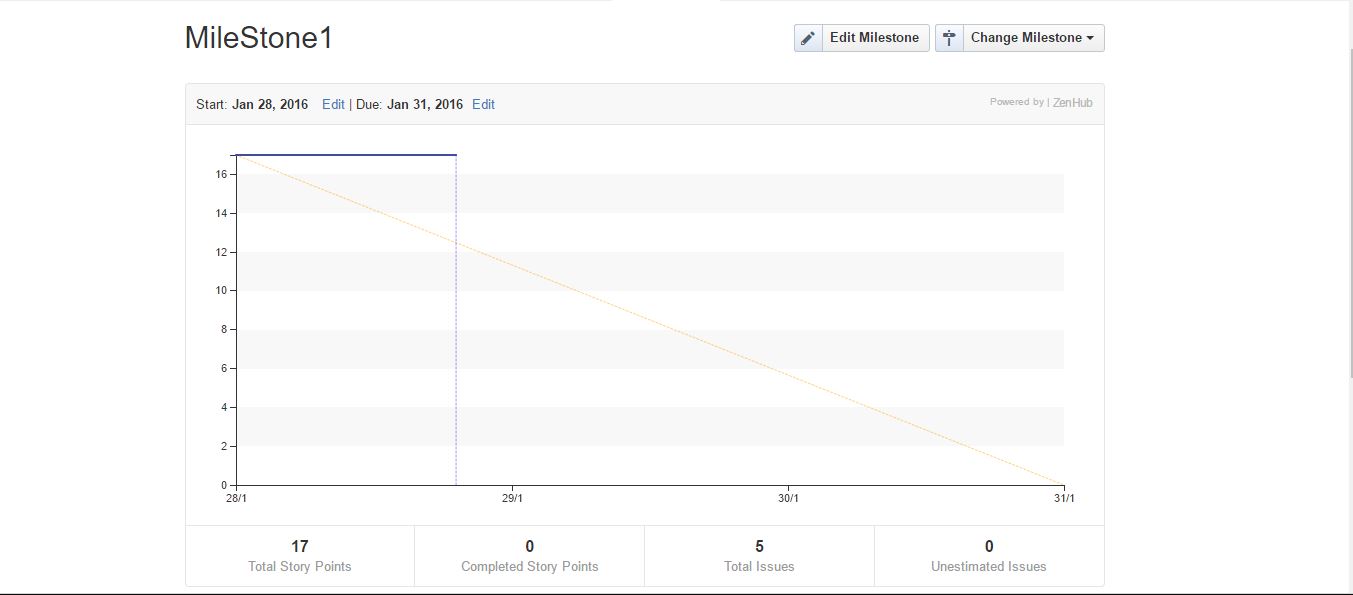 MileStone1
Edit Milestone
Change Milestone
Start: Jan 28, 2016 Edit | Due: Jan 31, 2016 Edit
Powered by | ZenHub
16
14
12
10
8
6
4
2
0
28/1 29/1 30/1 31/1
17 0 5 0
Total Story Points Completed Story Points Total Issues Unestimated Issues